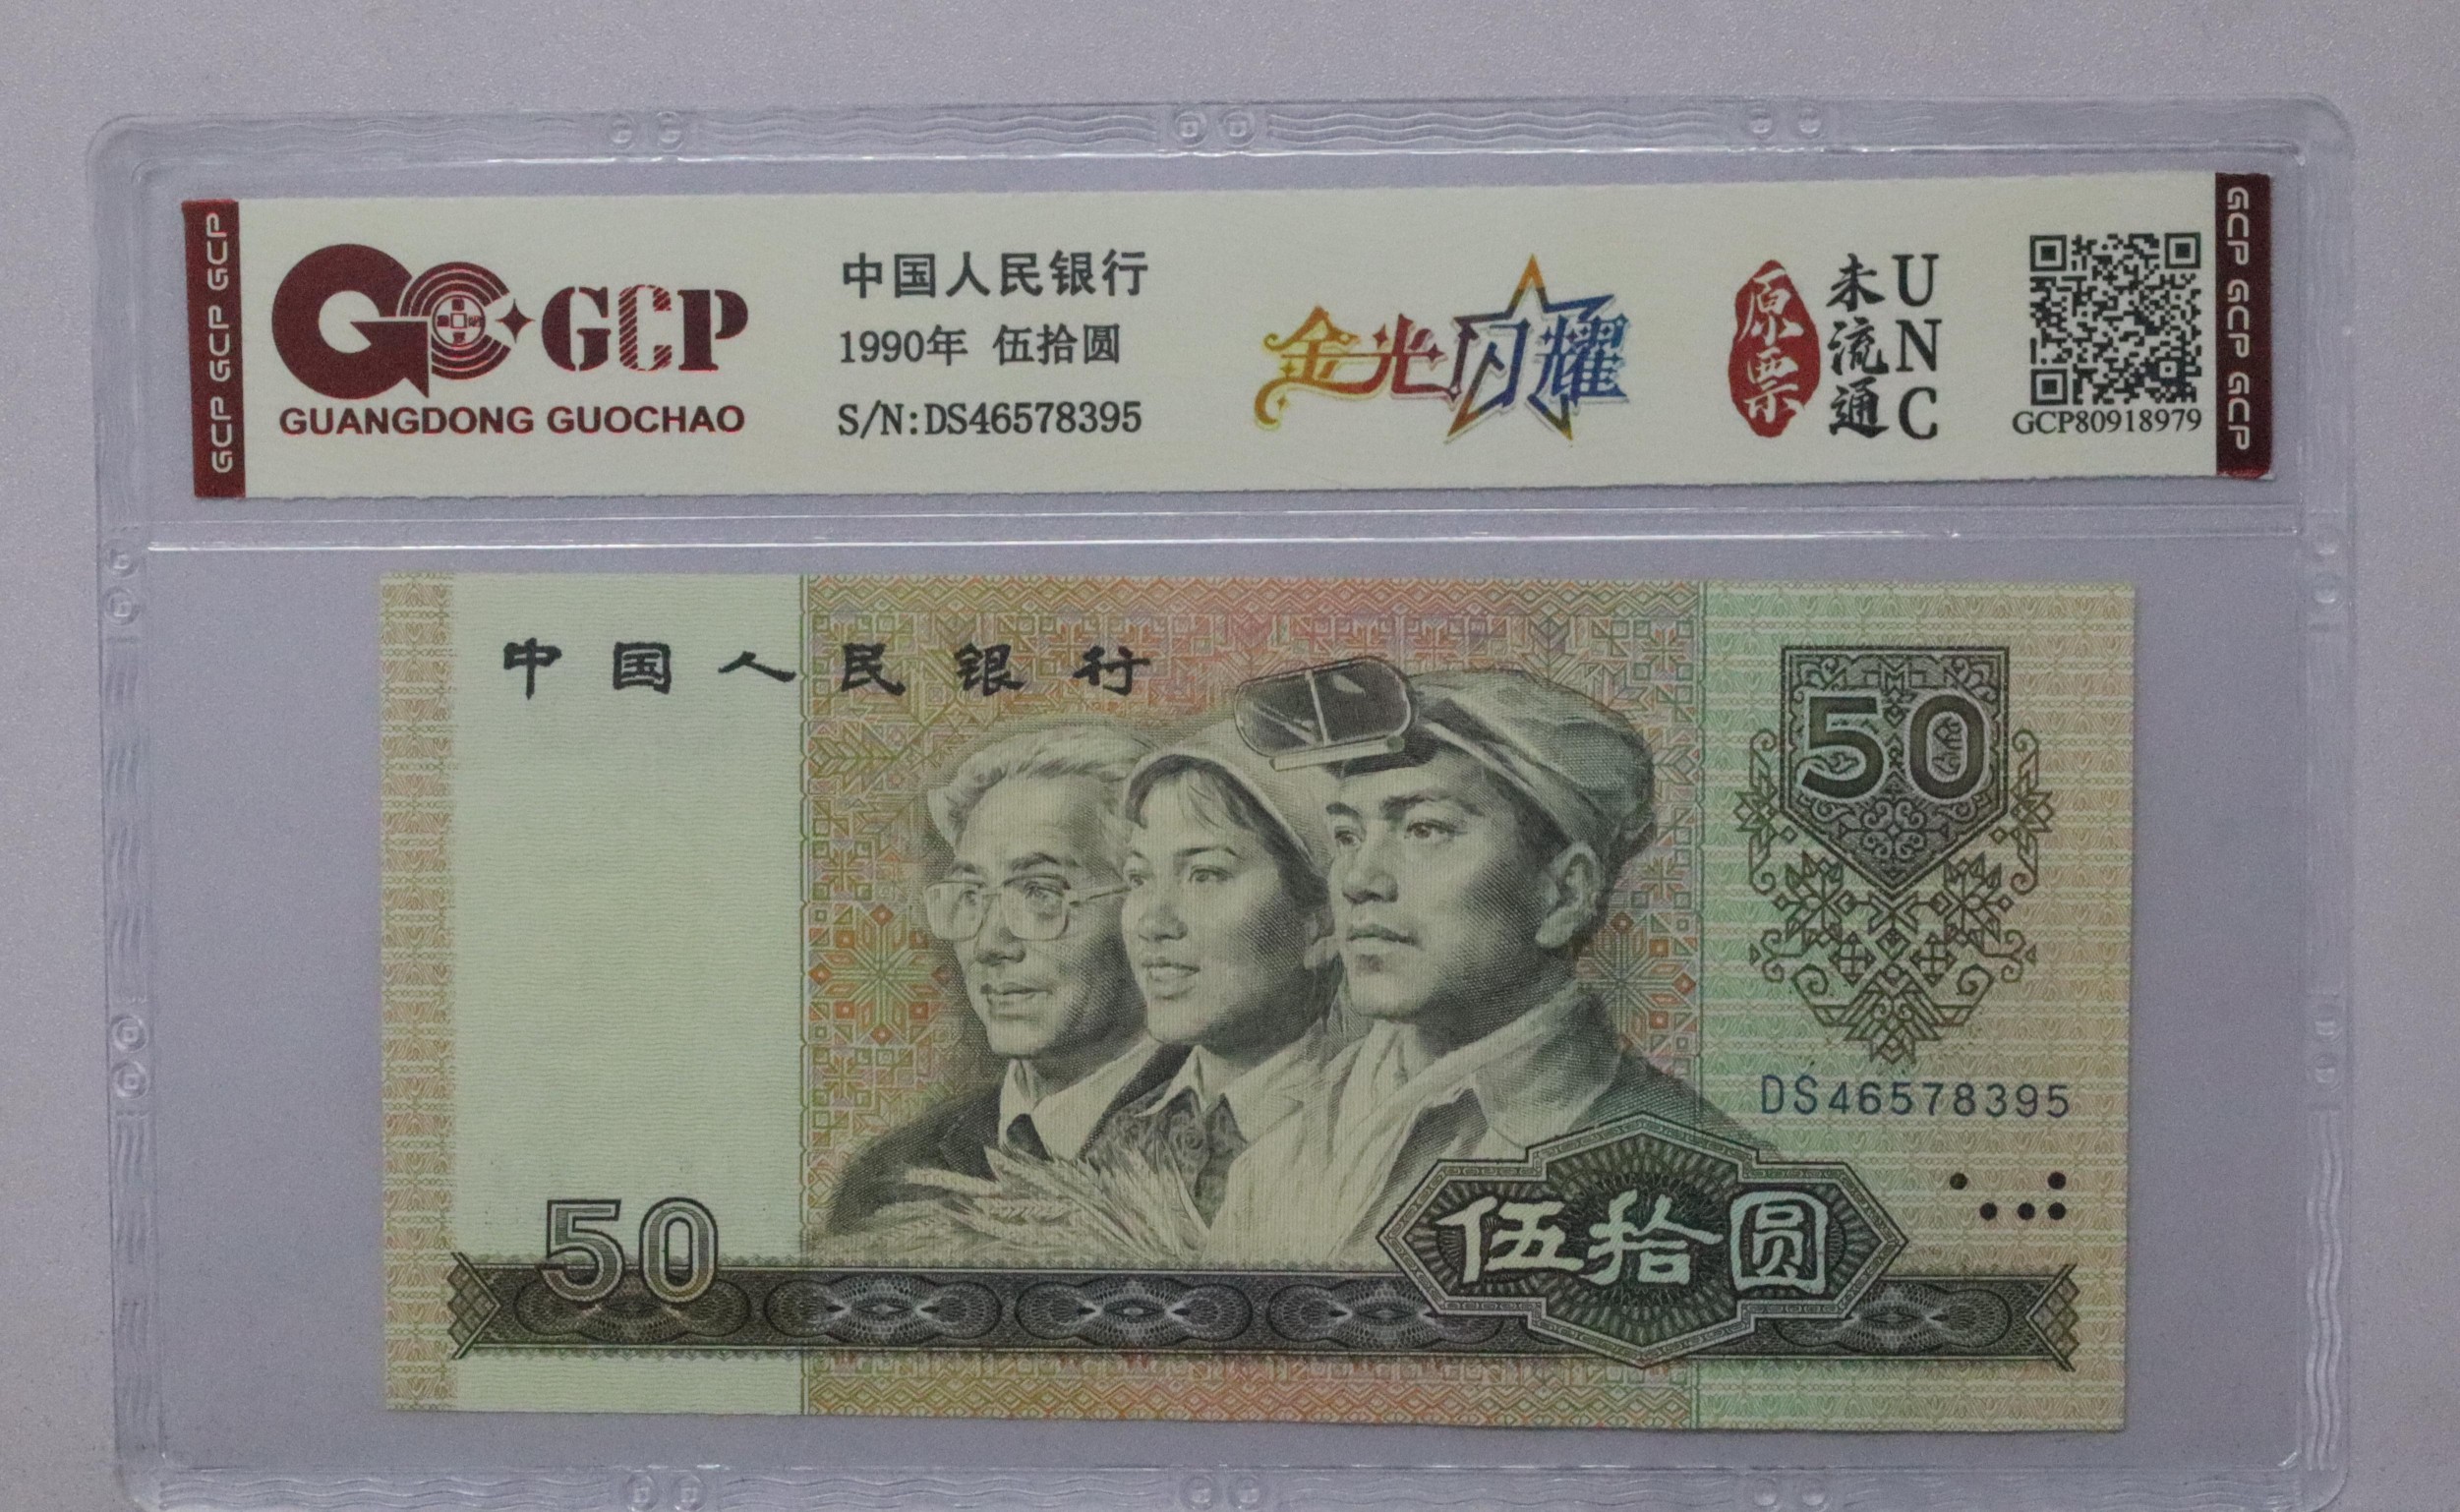 GCP GCP GCP
GCP
GUANGDONG GUOCHAO
中国人民银行
1990年 伍拾圆
S/N:DS46578395
金光闪耀
原票
未流通
UNC
GCP80918979
GCP GCP GCP
中国人民银行
50
DS46578395
50
伍拾圆